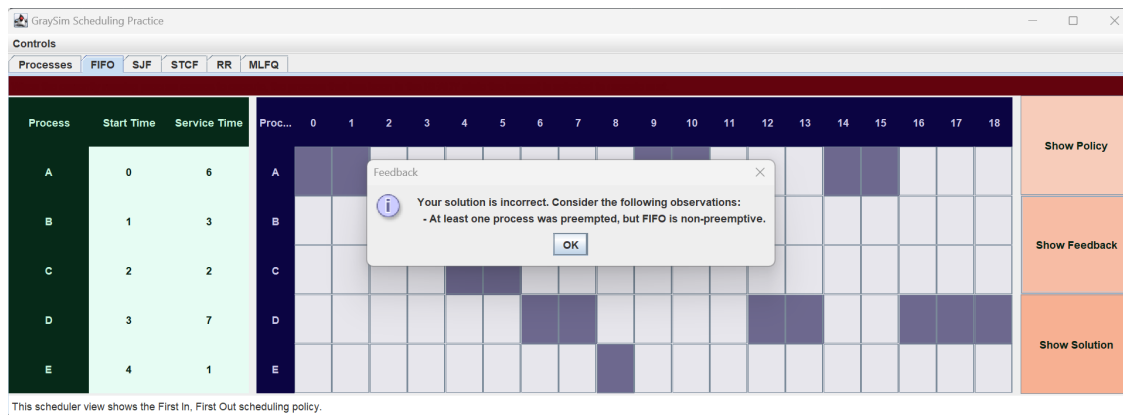 GraySim Scheduling Practice
Controls
Processes FIFO SJF STCF RR MLFQ
Process Start Time Service Time Proc... 0 1 2 3 4 5 6 7 8 9 10 11 12 13 14 15 16 17 18
Show Policy
A 0 6 A
Feedback
Your solution is incorrect. Consider the following observations:
- At least one process was preempted, but FIFO is non-preemptive.
B 1 3 B
OK
Show Feedback
C 2 2 C
D 3 7 D
Show Solution
E 4 1 E
This scheduler view shows the First In, First Out scheduling policy.